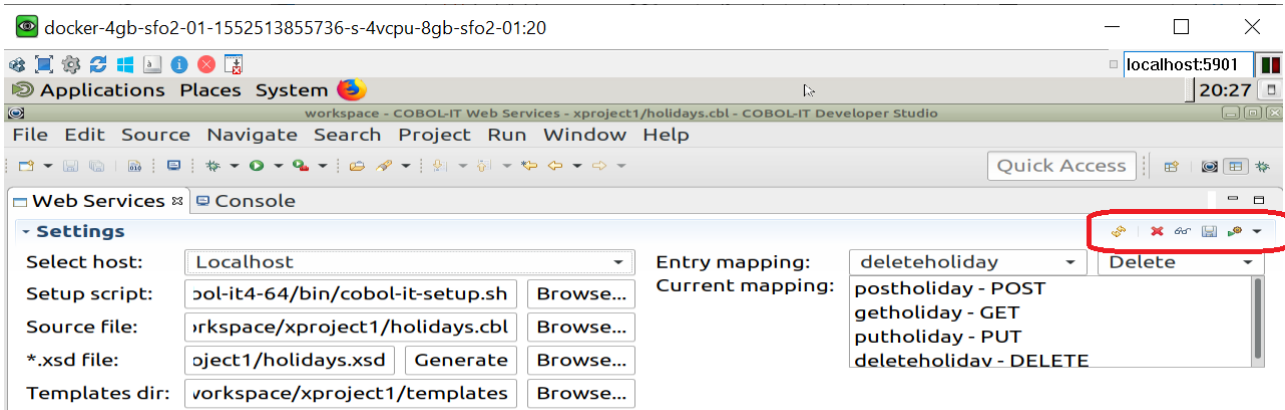 docker-4gb-sfo2-01-1552513855736-s-4vcpu-8gb-sfo2-01:20
localhost:5901
Applications Places System 20:27
workspace - COBOL-IT Web Services - xproject1/holidays.cbl - COBOL-IT Developer Studio
File Edit Source Navigate Search Project Run Window Help
Quick Access
Web Services Console
Settings
Select host: Localhost Entry mapping: deleteholiday Delete
Setup script: ool-it4-64/bin/cobol-it-setup.sh Browse... Current mapping: postholiday - POST
getholiday - GET
Source file: rkspace/xproject1/holidays.cbl Browse... putholiday - PUT
*.xsd file: oject1/holidays.xsd Generate Browse... deleteholiday - DELETE
Templates dir: vorkspace/xproject1/templates Browse...